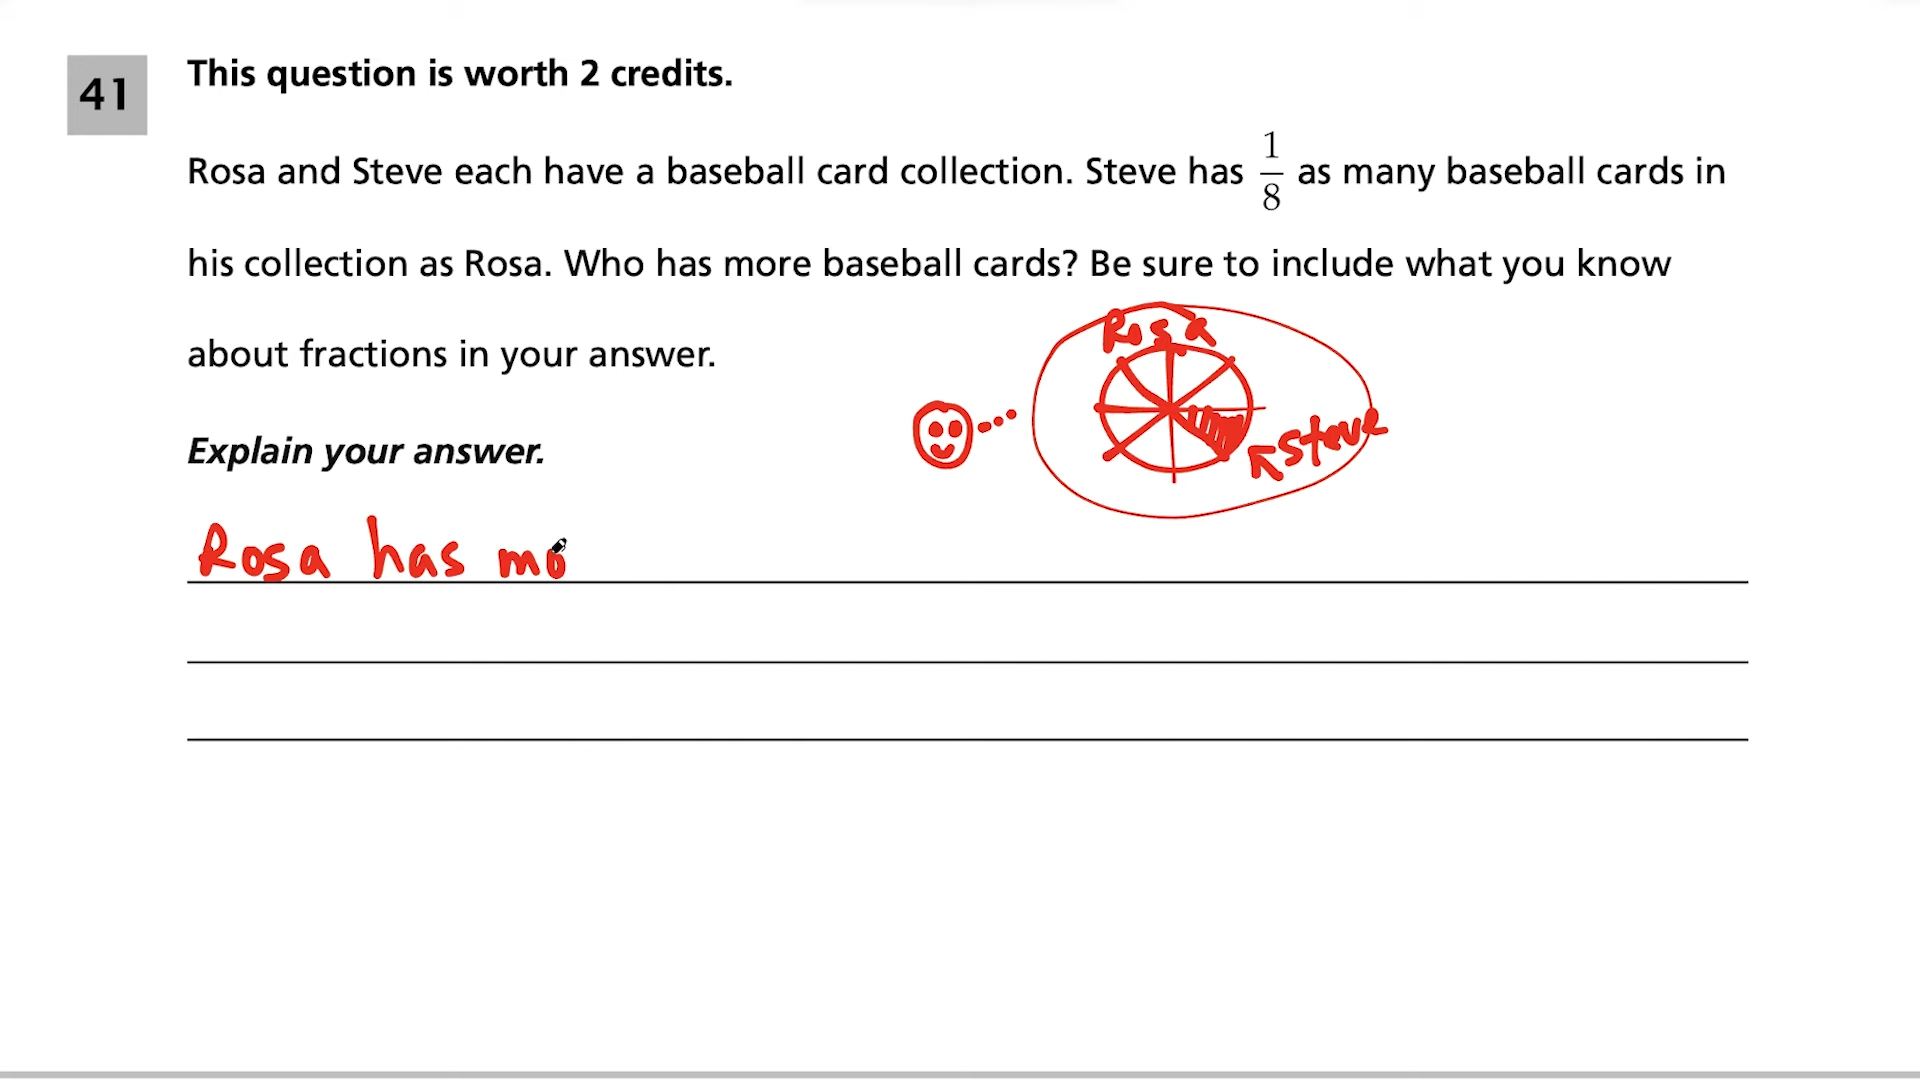 41
This question is worth 2 credits.
Rosa and Steve each have a baseball card collection. Steve has 1/8 as many baseball cards in
his collection as Rosa. Who has more baseball cards? Be sure to include what you know
about fractions in your answer.
Rosa
Steve
Explain your answer.
Rosa has mo